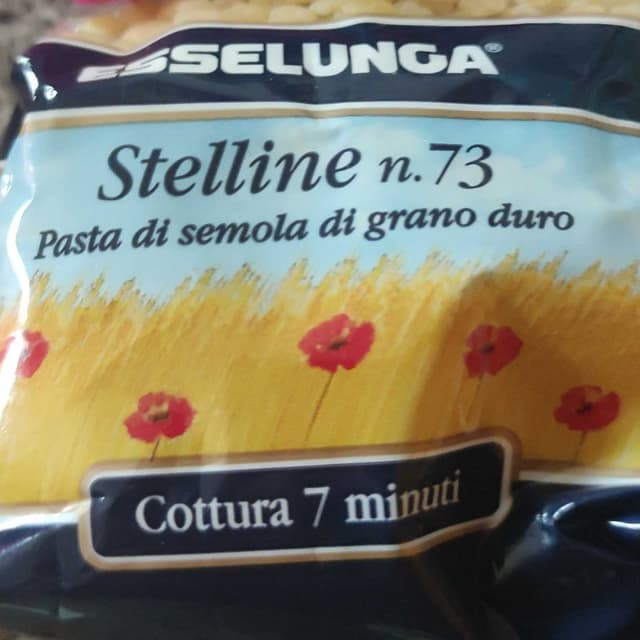 ESSELUNGA®
Stelline n.73
Pasta di semola di grano duro
Cottura 7 minuti